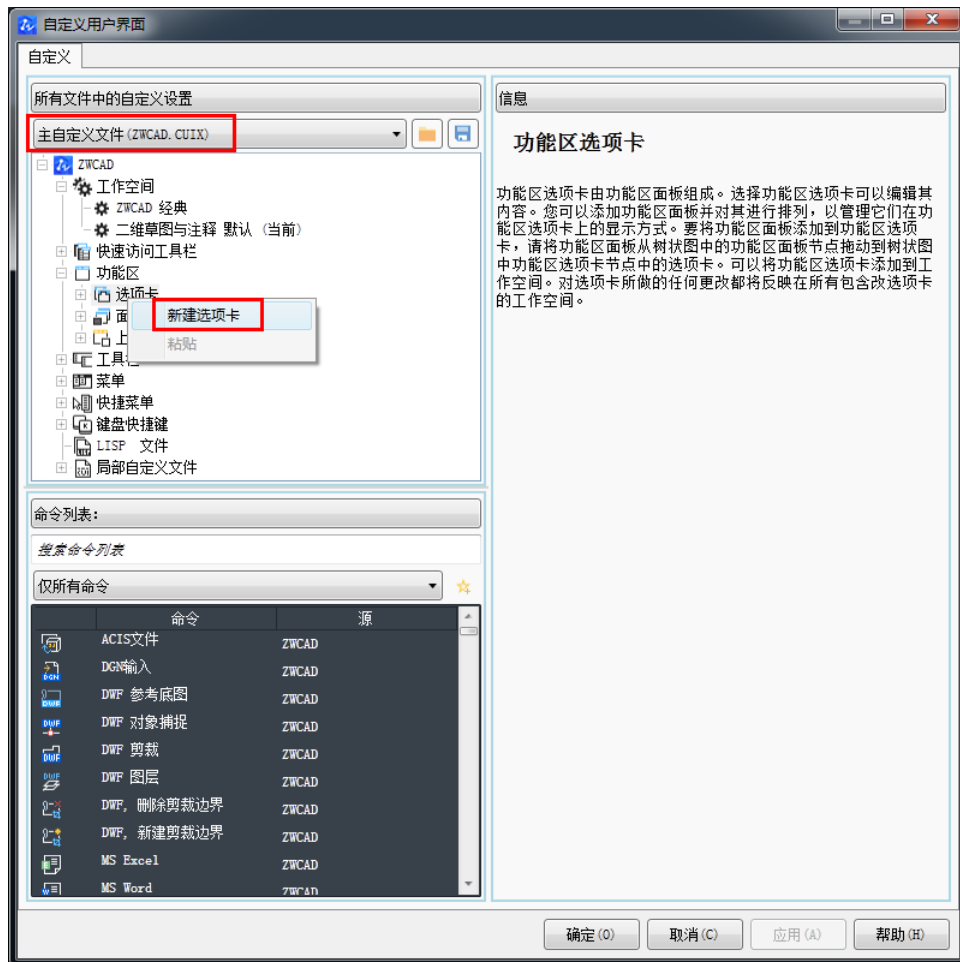 自定义用户界面
自定义
所有文件中的自定义设置
主自定义文件(ZWCAD.CUIX)
ZWCAD
工作空间
ZWCAD 经典
二维草图与注释 默认 (当前)
快速访问工具栏
功能区
选项卡
面
上
新建选项卡
粘贴
工具
菜单
快捷菜单
键盘快捷键
LISP 文件
局部自定义文件
命令列表:
搜索命令列表
仅所有命令
命令 源
ACIS文件 ZWCAD
DGN输入 ZWCAD
DWF 参考底图 ZWCAD
DWF 对象捕捉 ZWCAD
DWF 剪裁 ZWCAD
DWF 图层 ZWCAD
DWF, 删除剪裁边界 ZWCAD
DWF, 新建剪裁边界 ZWCAD
MS Excel ZWCAD
MS Word ZWCAD
信息
功能区选项卡
功能区选项卡由功能区面板组成。选择功能区选项卡可以编辑其
内容。您可以添加功能区面板并对其进行排列，以管理它们在功
能区选项卡上的显示方式。要将功能区面板添加到功能区选项
卡，请将功能区面板从树状图中的功能区面板节点拖动到树状图
中功能区选项卡节点中的选项卡。可以将功能区选项卡添加到工
作空间。对选项卡所做的任何更改都将反映在所有包含改选项卡
的工作空间。
确定(O) 取消(C) 应用(A) 帮助(H)